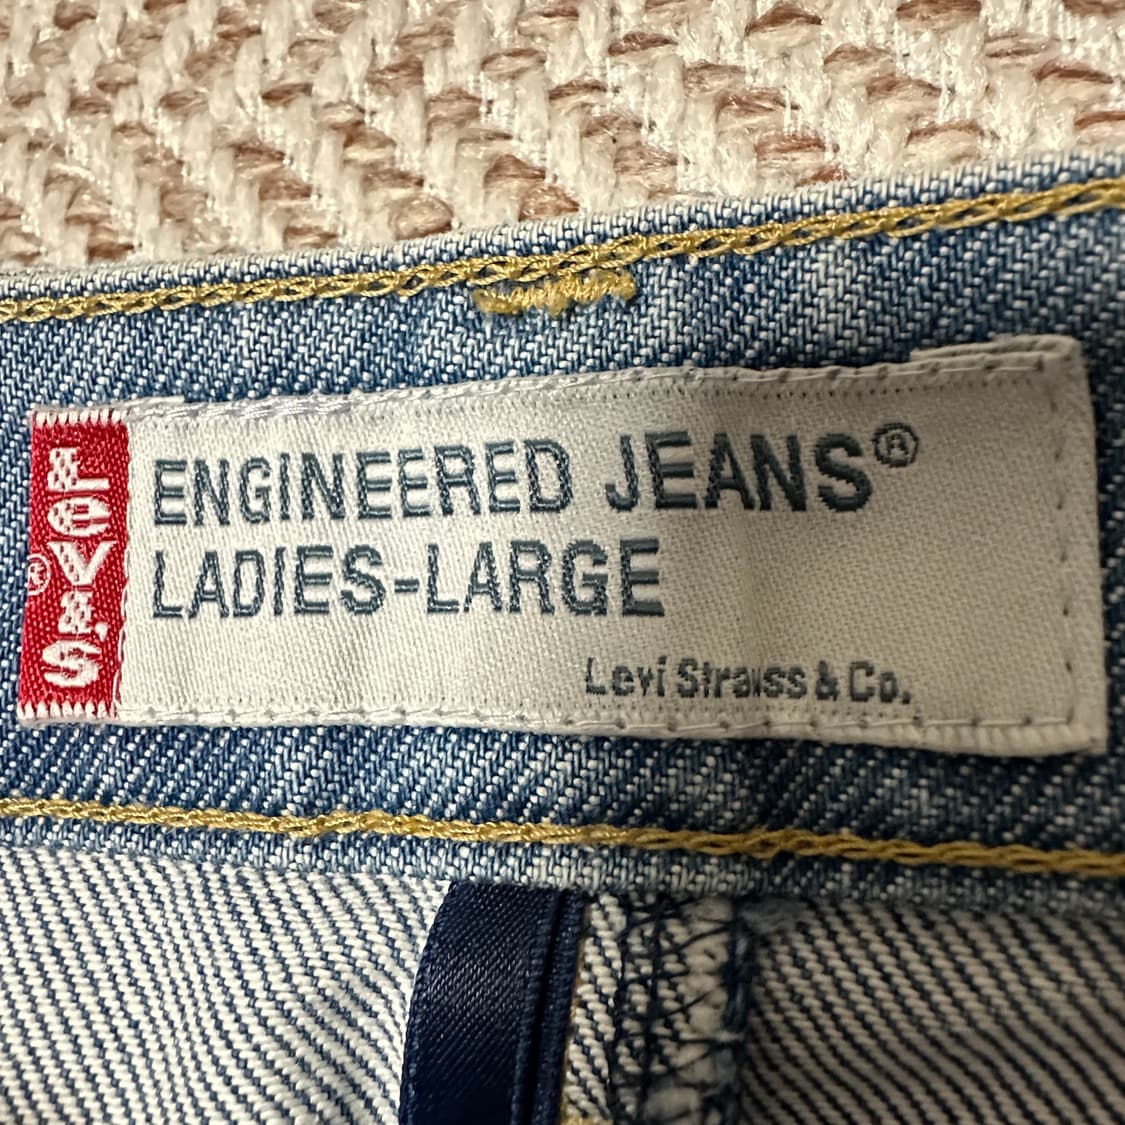 LEVI'S®
ENGINEERED JEANS®
LADIES-LARGE
Levi Strauss & Co.